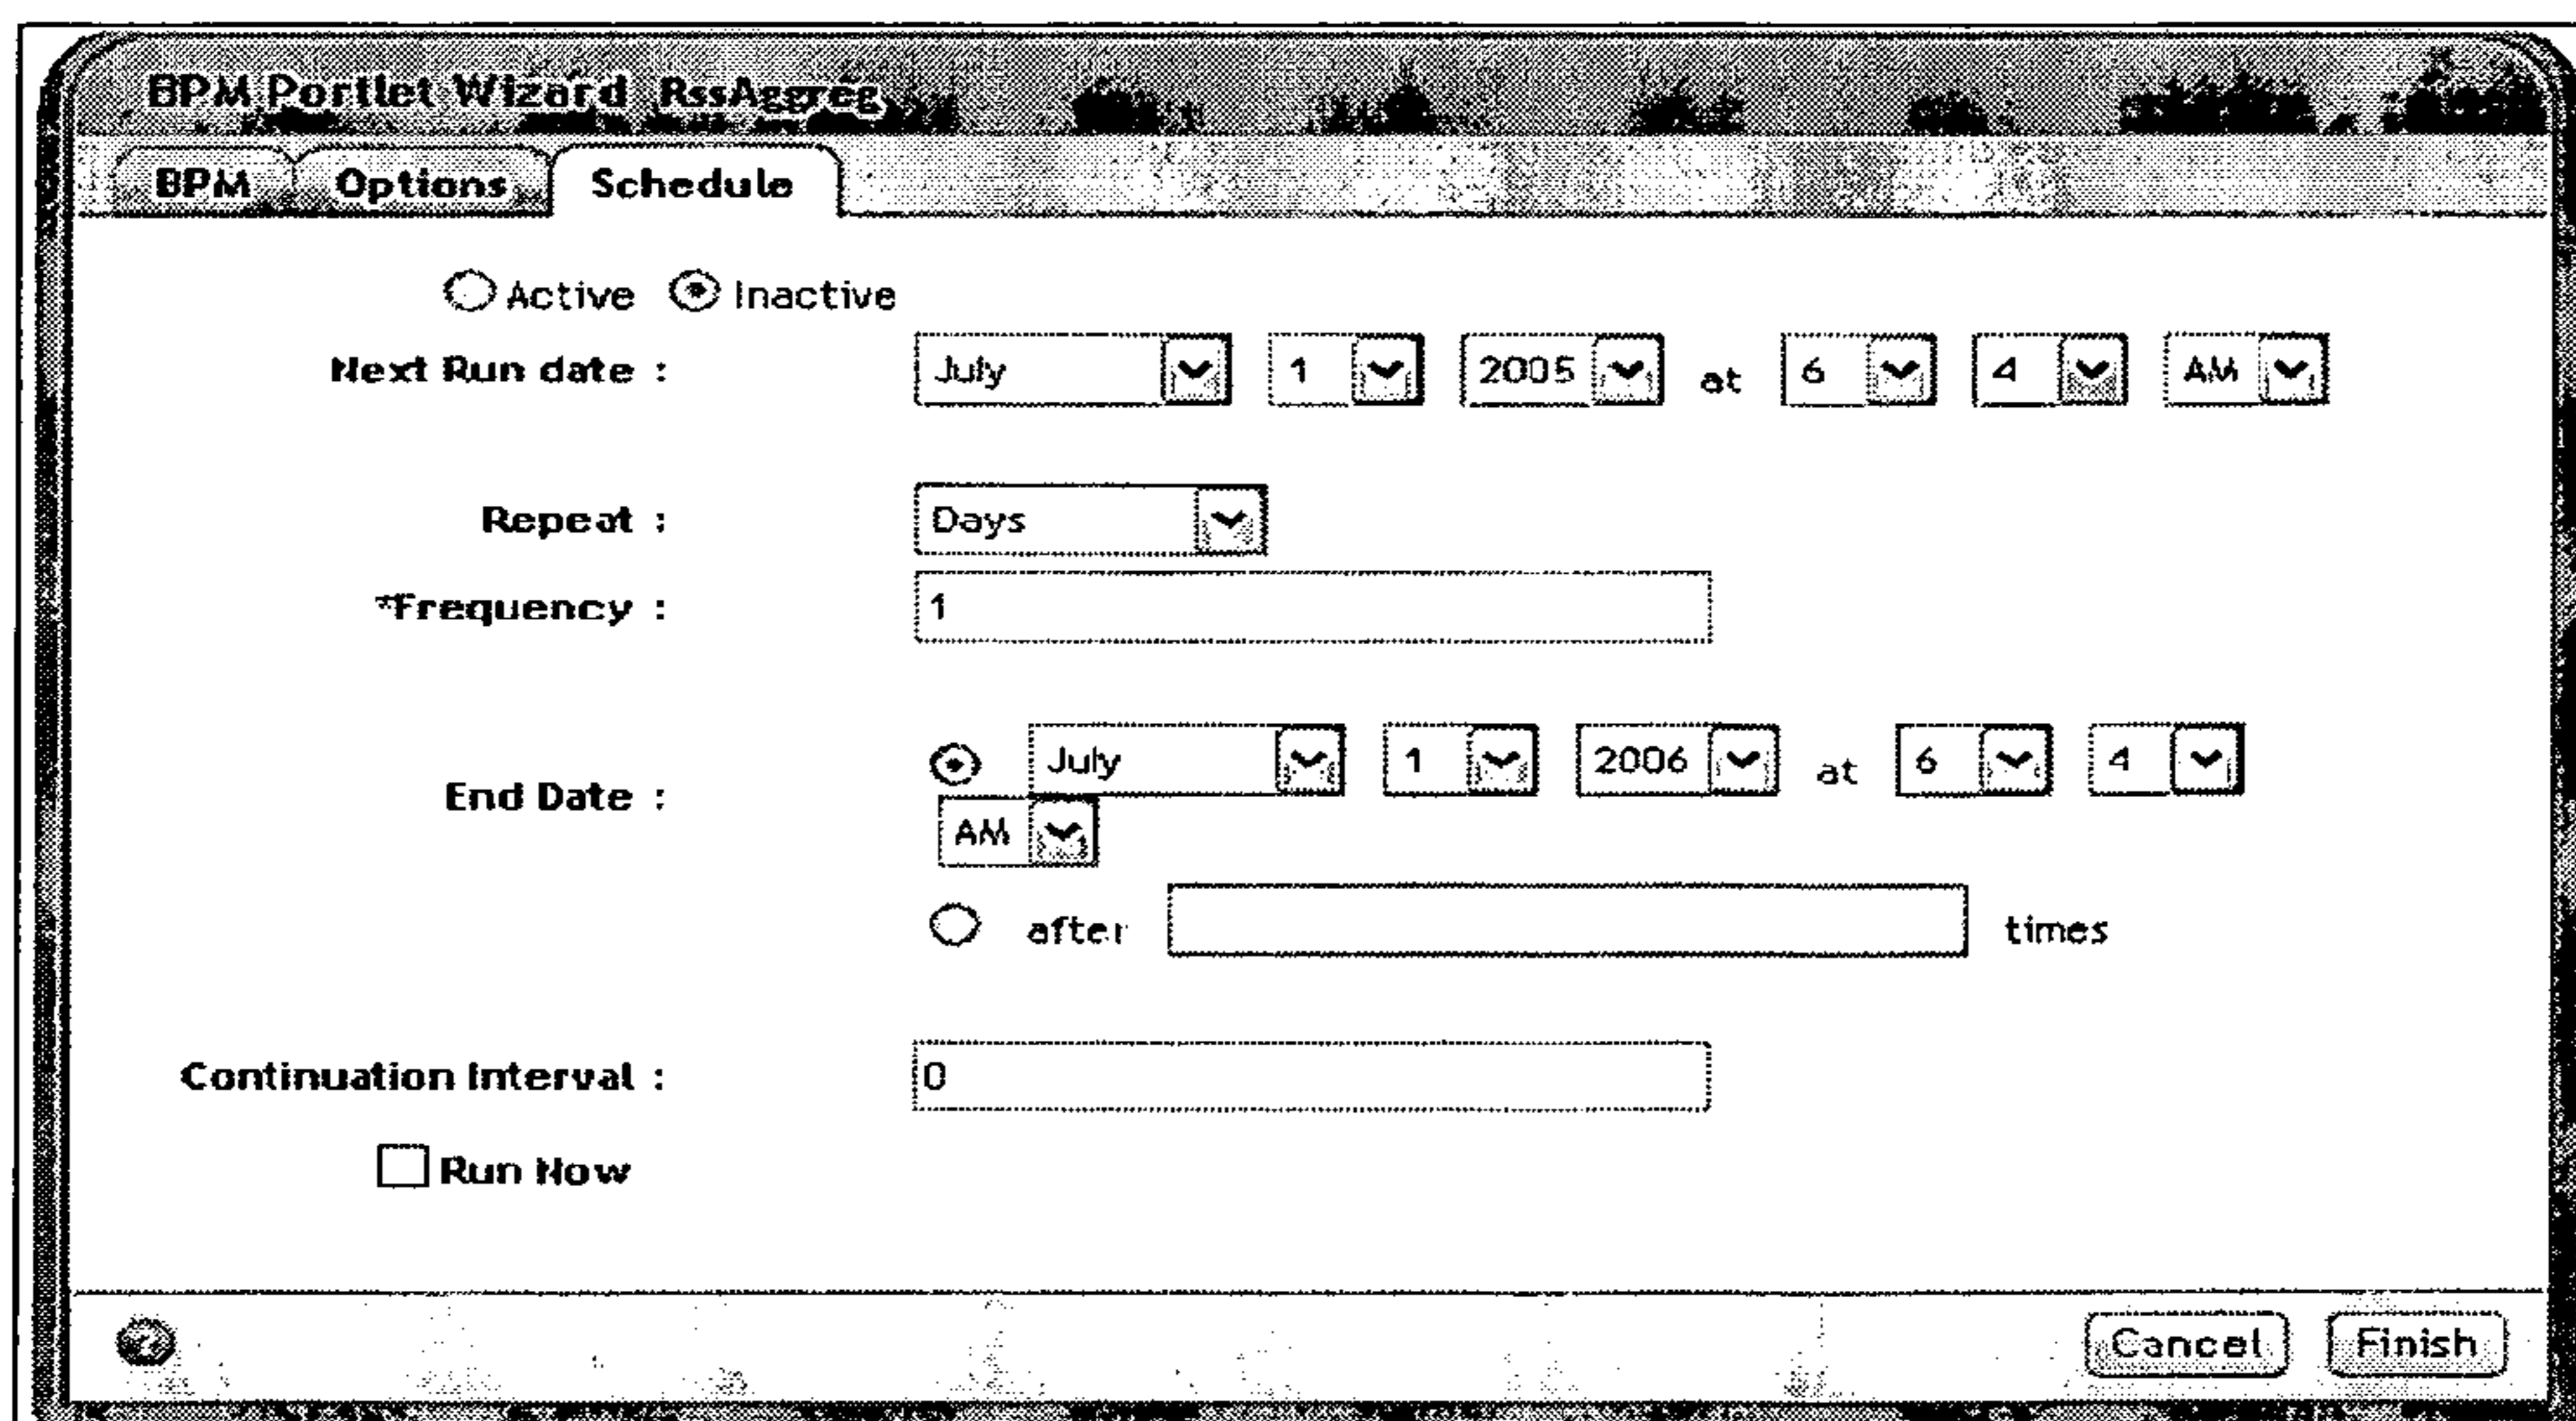 BPM Portlet Wizard RssAggreg
BPM Options Schedule
Active Inactive
Next Run date : July 1 2005 at 6 4 AM
Repeat : Days
*Frequency : 1
End Date : July 1 2006 at 6 4
AM
after times
Continuation Interval : 0
Run Now
?
Cancel Finish